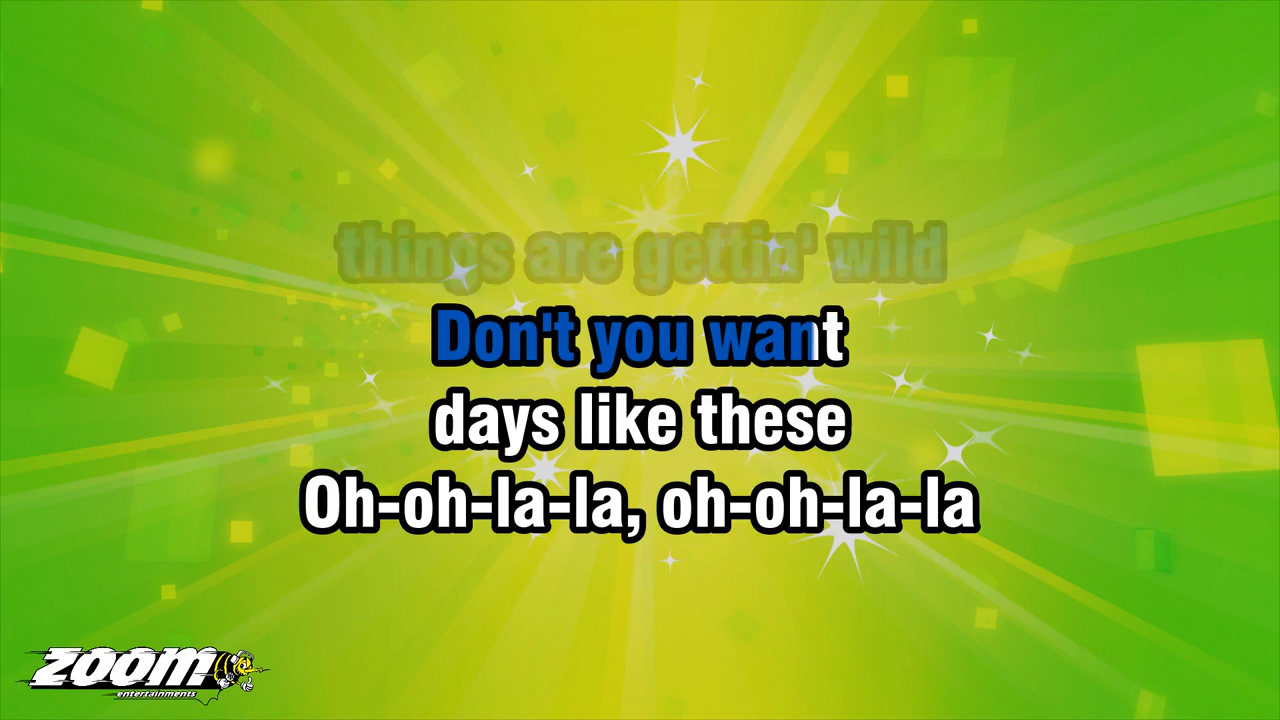 things are gettin' wild
Don't you want
days like these
Oh-oh-la-la, oh-oh-la-la
zoom
entertainments